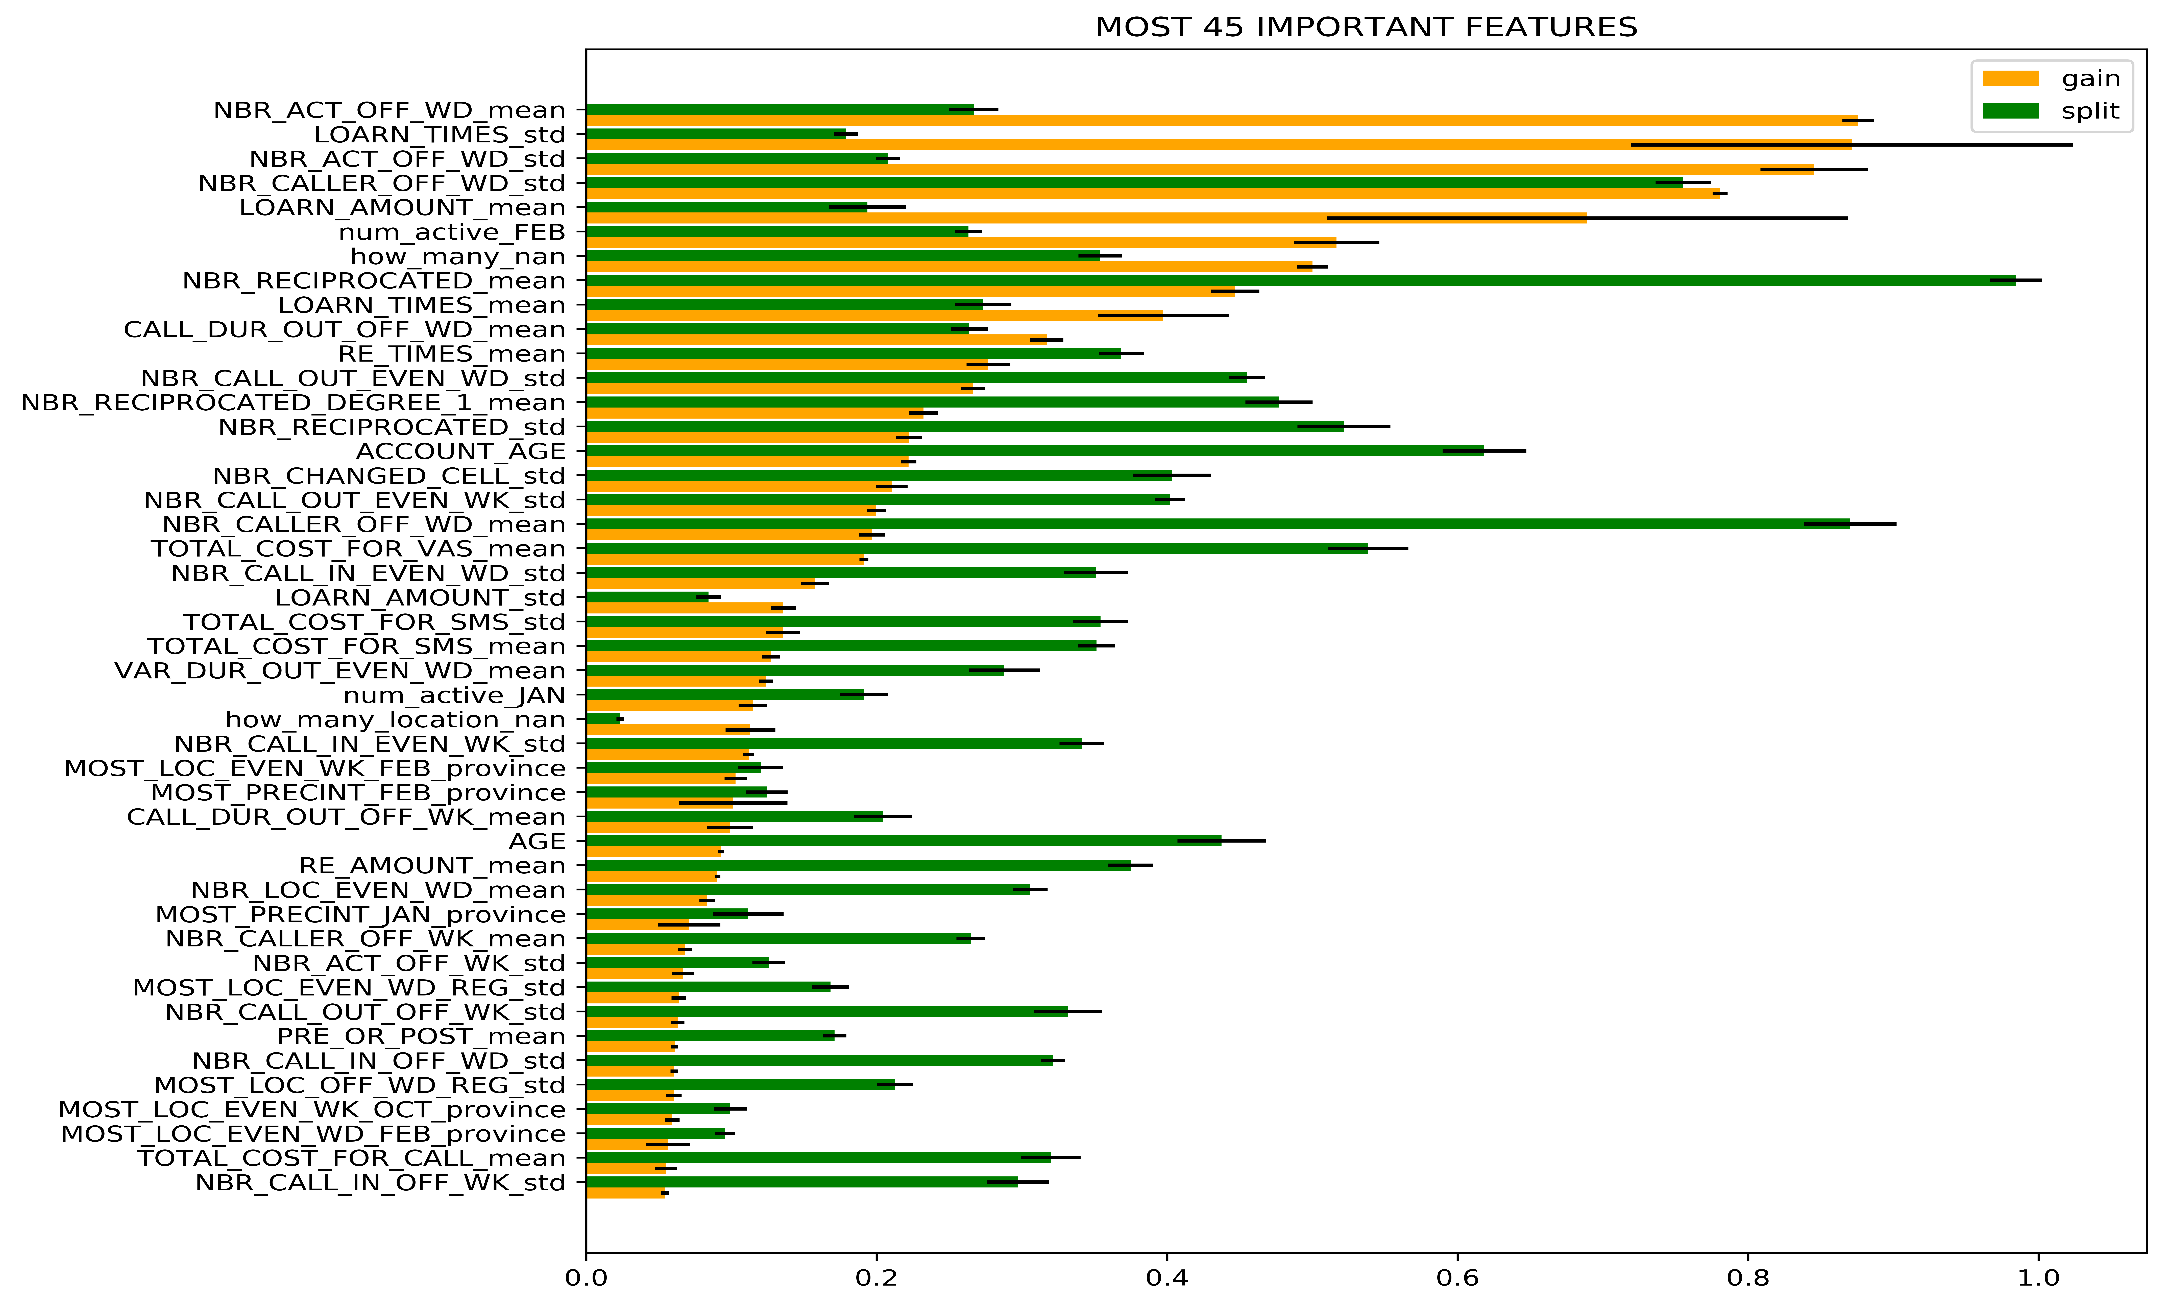 MOST 45 IMPORTANT FEATURES
gain
split
NBR_ACT_OFF_WD_mean
LOARN_TIMES_std
NBR_ACT_OFF_WD_std
NBR_CALLER_OFF_WD_std
LOARN_AMOUNT_mean
num_active_FEB
how_many_nan
NBR_RECIPROCATED_mean
LOARN_TIMES_mean
CALL_DUR_OUT_OFF_WD_mean
RE_TIMES_mean
NBR_CALL_OUT_EVEN_WD_std
NBR_RECIPROCATED_DEGREE_1_mean
NBR_RECIPROCATED_std
ACCOUNT_AGE
NBR_CHANGED_CELL_std
NBR_CALL_OUT_EVEN_WK_std
NBR_CALLER_OFF_WD_mean
TOTAL_COST_FOR_VAS_mean
NBR_CALL_IN_EVEN_WD_std
LOARN_AMOUNT_std
TOTAL_COST_FOR_SMS_std
TOTAL_COST_FOR_SMS_mean
VAR_DUR_OUT_EVEN_WD_mean
num_active_JAN
how_many_location_nan
NBR_CALL_IN_EVEN_WK_std
MOST_LOC_EVEN_WK_FEB_province
MOST_PRECINT_FEB_province
CALL_DUR_OUT_OFF_WK_mean
AGE
RE_AMOUNT_mean
NBR_LOC_EVEN_WD_mean
MOST_PRECINT_JAN_province
NBR_CALLER_OFF_WK_mean
NBR_ACT_OFF_WK_std
MOST_LOC_EVEN_WD_REG_std
NBR_CALL_OUT_OFF_WK_std
PRE_OR_POST_mean
NBR_CALL_IN_OFF_WD_std
MOST_LOC_OFF_WD_REG_std
MOST_LOC_EVEN_WK_OCT_province
MOST_LOC_EVEN_WD_FEB_province
TOTAL_COST_FOR_CALL_mean
NBR_CALL_IN_OFF_WK_std
0.0 0.2 0.4 0.6 0.8 1.0